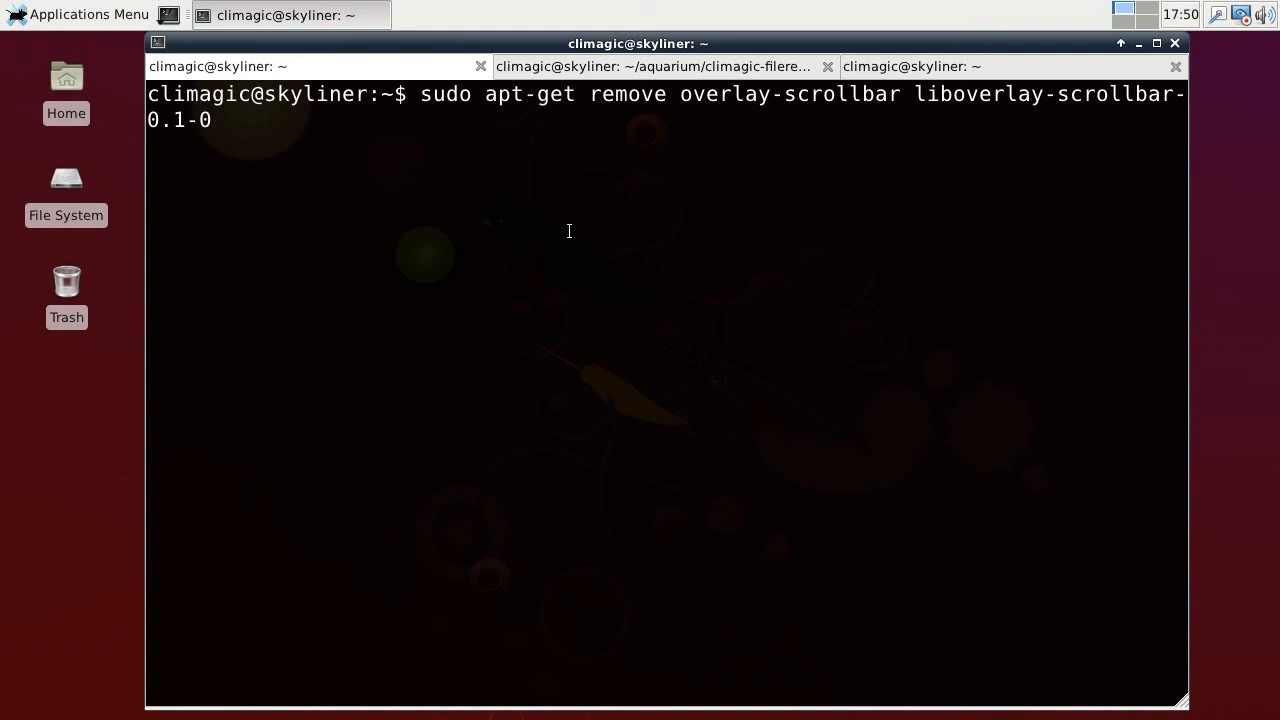 Applications Menu
climagic@skyliner: ~
17:50
climagic@skyliner: ~
climagic@skyliner: ~
climagic@skyliner: ~/aquarium/climagic-filere...
climagic@skyliner: ~
climagic@skyliner:~$ sudo apt-get remove overlay-scrollbar liboverlay-scrollbar-
0.1-0
Home
File System
Trash